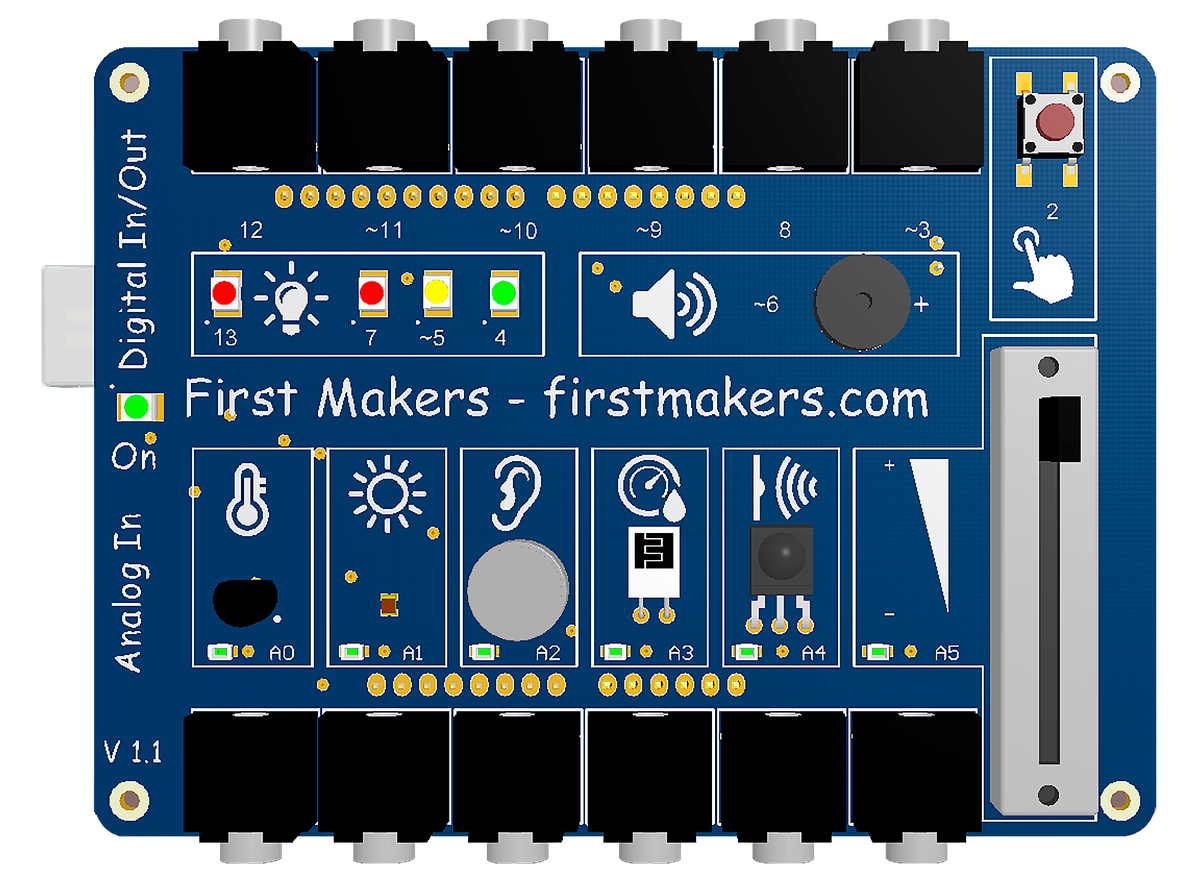 Digital In/Out
12 ~11 ~10 ~9 8 ~3
2
13 7 ~5 4
~6 +
First Makers - firstmakers.com
On
Analog In
+
-
A0 A1 A2 A3 A4 A5
V 1.1